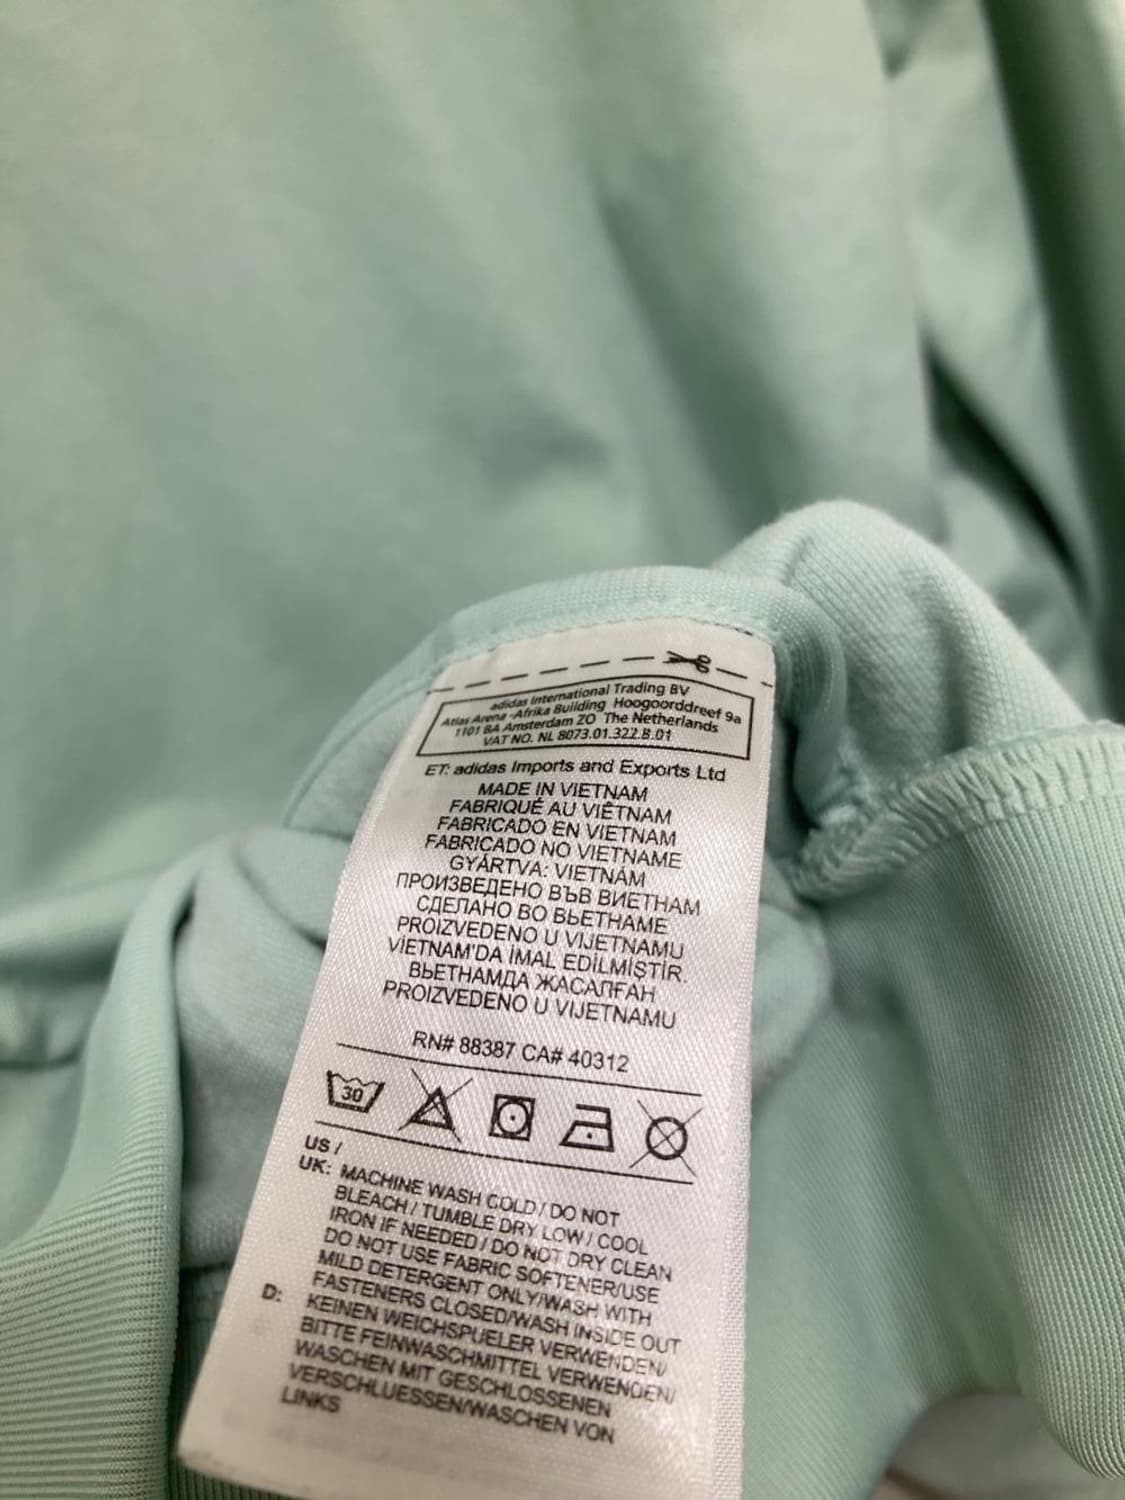 adidas International Trading BV
Atlas Arena -Afrika Building Hoogoorddreef 9a
1101 BA Amsterdam ZO The Netherlands
VAT NO. NL 8073.01.322.B.01
ET: adidas Imports and Exports Ltd
MADE IN VIETNAM
FABRIQUÉ AU VIÊTNAM
FABRICADO EN VIETNAM
FABRICADO NO VIETNAME
GYÁRTVA: VIETNÁM
ПРОИЗВЕДЕНО ВЪВ ВИЕТНАМ
СДЕЛАНО ВО ВЬЕТНАМЕ
PROIZVEDENO U VIJETNAMU
VİETNAM'DA İMAL EDİLMİŞTİR.
ВЬЕТНАМДА ЖАСАЛҒАН
PROIZVEDENO U VIJETNAMU
RN# 88387 CA# 40312
30
US /
UK: MACHINE WASH COLD / DO NOT
BLEACH / TUMBLE DRY LOW / COOL
IRON IF NEEDED / DO NOT DRY CLEAN
DO NOT USE FABRIC SOFTENER/USE
MILD DETERGENT ONLY/WASH WITH
FASTENERS CLOSED/WASH INSIDE OUT
D: KEINEN WEICHSPUELER VERWENDEN/
BITTE FEINWASCHMITTEL VERWENDEN/
WASCHEN MIT GESCHLOSSENEN
VERSCHLUESSEN/WASCHEN VON
LINKS